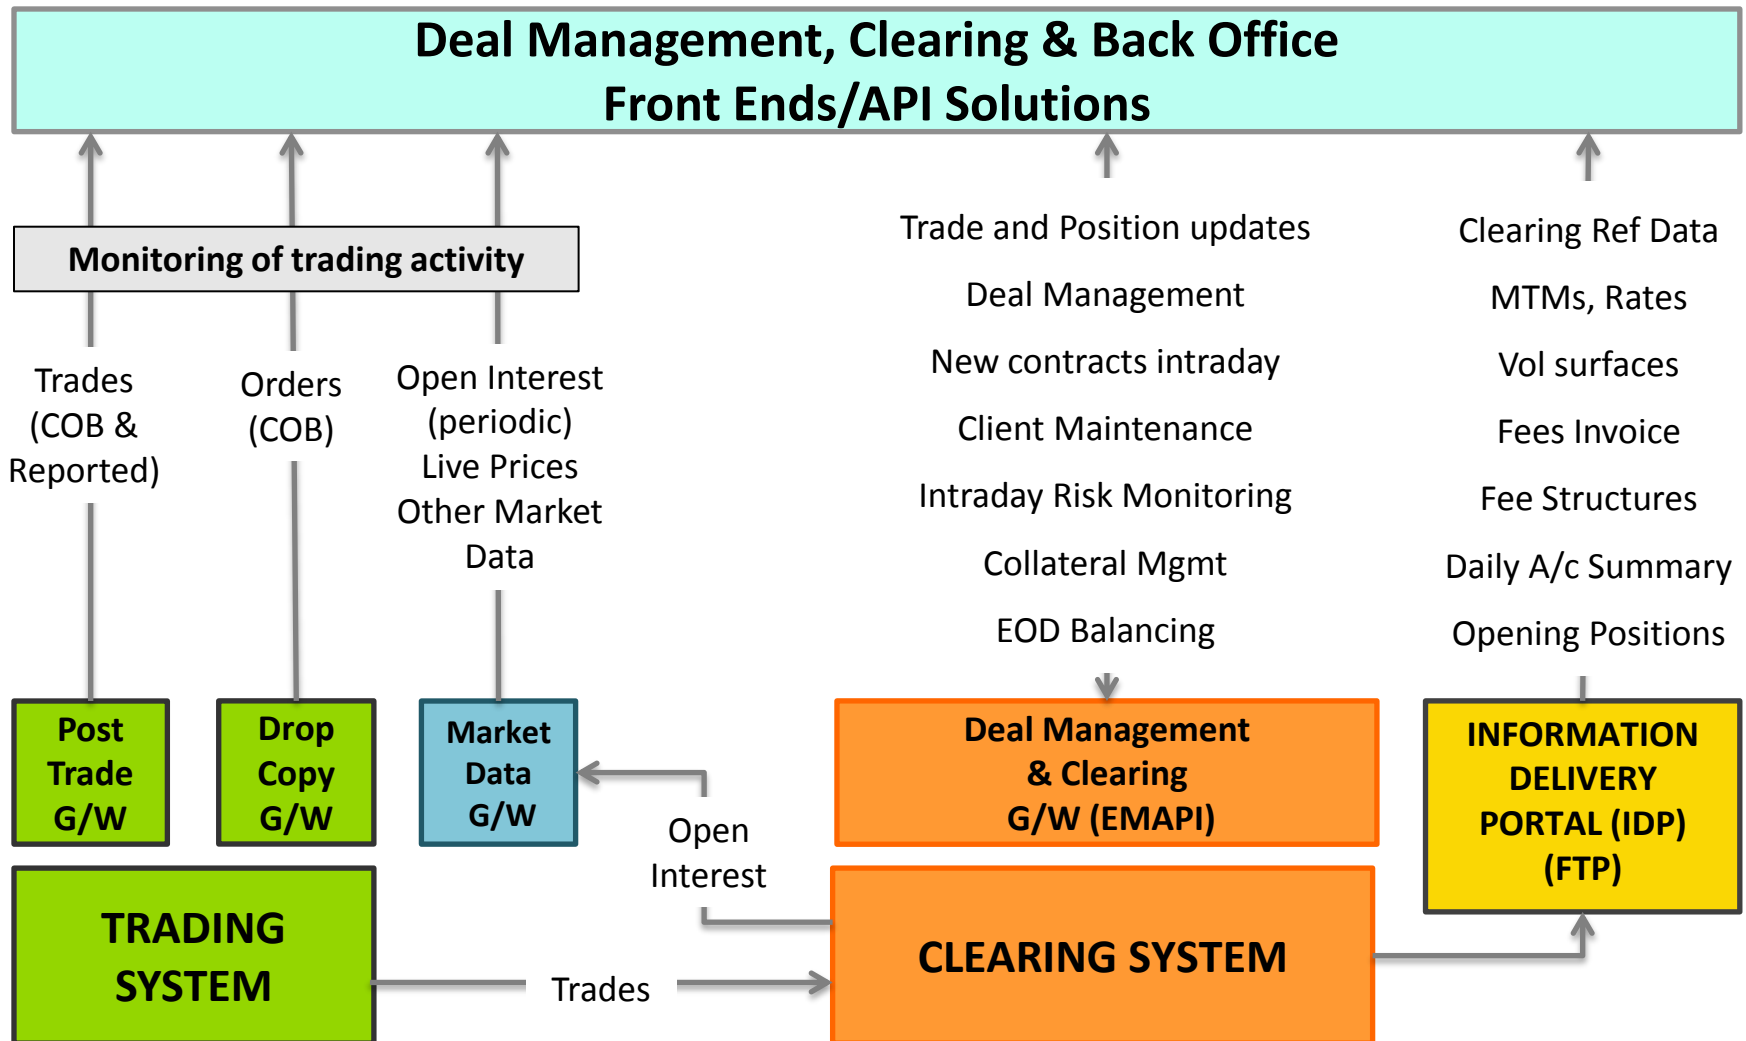 Deal Management, Clearing & Back Office
Front Ends/API Solutions
Monitoring of trading activity
Trades
(COB &
Reported)
Orders
(COB)
Open Interest
(periodic)
Live Prices
Other Market
Data
Trade and Position updates
Deal Management
New contracts intraday
Client Maintenance
Intraday Risk Monitoring
Collateral Mgmt
EOD Balancing
Clearing Ref Data
MTMs, Rates
Vol surfaces
Fees Invoice
Fee Structures
Daily A/c Summary
Opening Positions
Post
Trade
G/W
Drop
Copy
G/W
Market
Data
G/W
Open
Interest
Deal Management
& Clearing
G/W (EMAPI)
INFORMATION
DELIVERY
PORTAL (IDP)
(FTP)
TRADING
SYSTEM
Trades
CLEARING SYSTEM